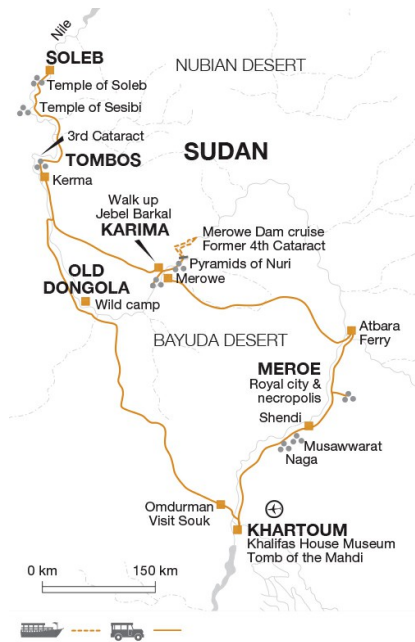 Nile
SOLEB
NUBIAN DESERT
Temple of Soleb
Temple of Sesibi
3rd Cataract
TOMBOS
SUDAN
Kerma
Walk up
Jebel Barkal
KARIMA
Merowe Dam cruise
Former 4th Cataract
Pyramids of Nuri
Merowe
OLD
DONGOLA
Wild camp
BAYUDA DESERT
Atbara
Ferry
MEROE
Royal city &
necropolis
Shendi
Musawwarat
Naga
Omdurman
Visit Souk
KHARTOUM
Khalifas House Museum
Tomb of the Mahdi
0 km
150 km